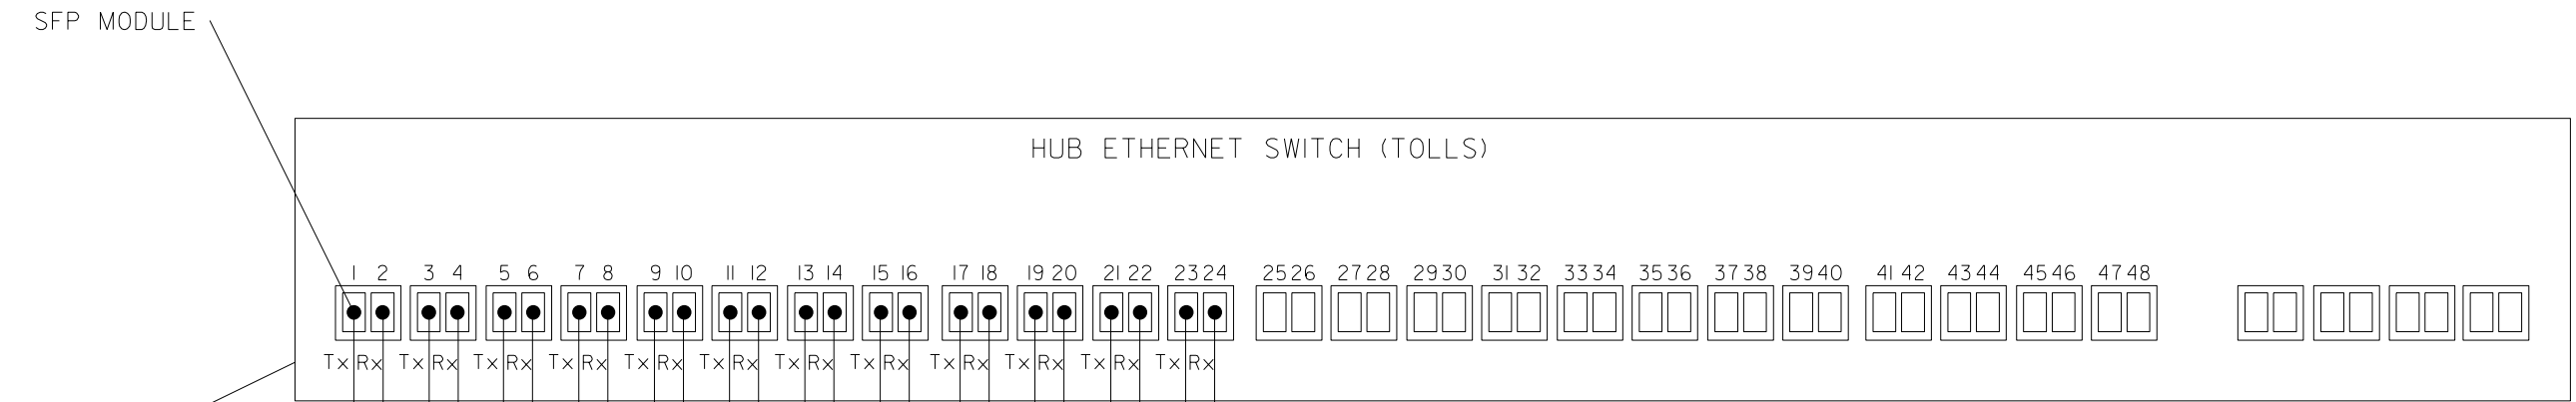 SFP MODULE
HUB ETHERNET SWITCH (TOLLS)
1 2 3 4 5 6 7 8 9 10 11 12 13 14 15 16 17 18 19 20 21 22 23 24 25 26 27 28 29 30 31 32 33 34 35 36 37 38 39 40 41 42 43 44 45 46 47 48
Tx Rx Tx Rx Tx Rx Tx Rx Tx Rx Tx Rx Tx Rx Tx Rx Tx Rx Tx Rx Tx Rx Tx Rx